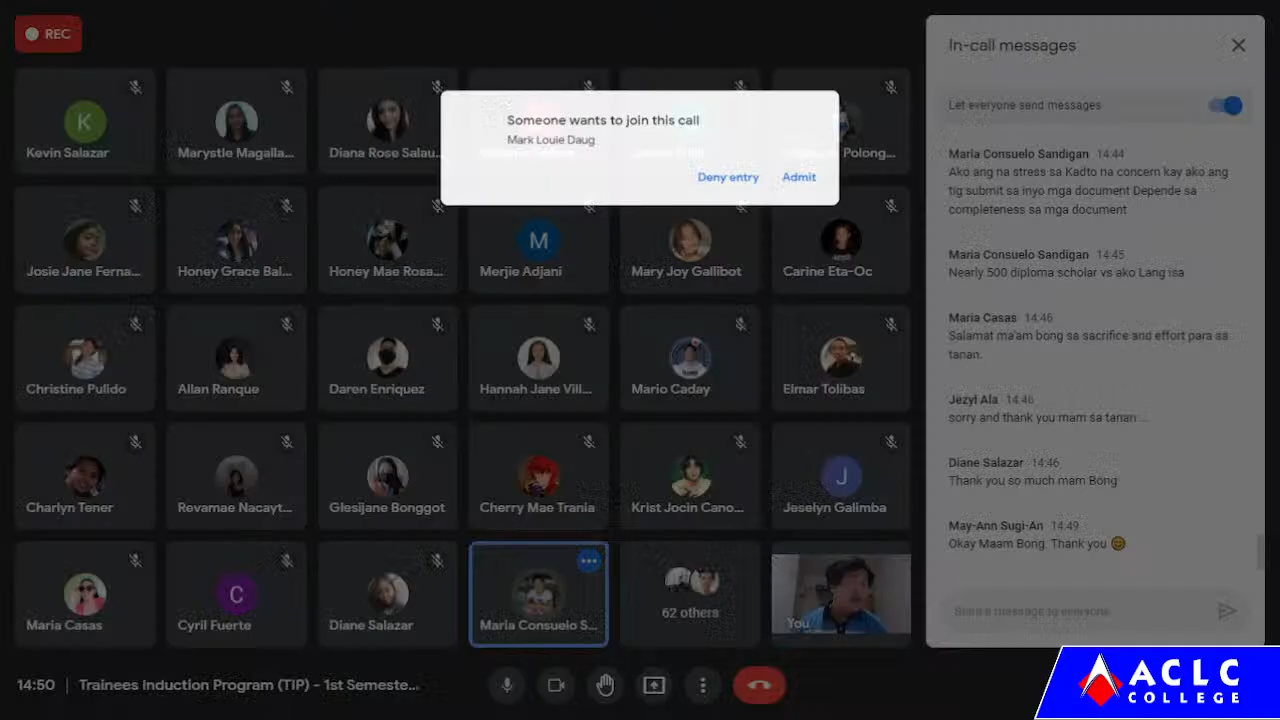 REC
Kevin Salazar
K
Marystle Magalla...
Diana Rose Salau...
Polong...
Someone wants to join this call
Mark Louie Daug
Deny entry
Admit
Josie Jane Ferna...
Honey Grace Bal...
Honey Mae Rosa...
M
Merjie Adjani
Mary Joy Gallibot
Carine Eta-Oc
Christine Pulido
Allan Ranque
Daren Enriquez
Hannah Jane Vill...
Mario Caday
Elmar Tolibas
Charlyn Tener
Revamae Nacayt...
Glesijane Bonggot
Cherry Mae Trania
Krist Jocin Cano...
J
Jeselyn Galimba
Maria Casas
C
Cyril Fuerte
Diane Salazar
Maria Consuelo S...
62 others
You
14:50 | Trainees Induction Program (TIP) - 1st Semeste...
In-call messages
Let everyone send messages
Maria Consuelo Sandigan 14:44
Ako ang na stress sa Kadto na concern kay ako ang
tig submit sa inyo mga document Depende sa
completeness sa mga document
Maria Consuelo Sandigan 14:45
Nearly 500 diploma scholar vs ako Lang isa
Maria Casas 14:46
Salamat ma'am bong sa sacrifice and effort para sa
tanan.
Jezyl Ala 14:46
sorry and thank you mam sa tanan ...
Diane Salazar 14:46
Thank you so much mam Bong
May-Ann Sugi-An 14:49
Okay Maam Bong. Thank you 😊
Send a message to everyone
ACLC
COLLEGE